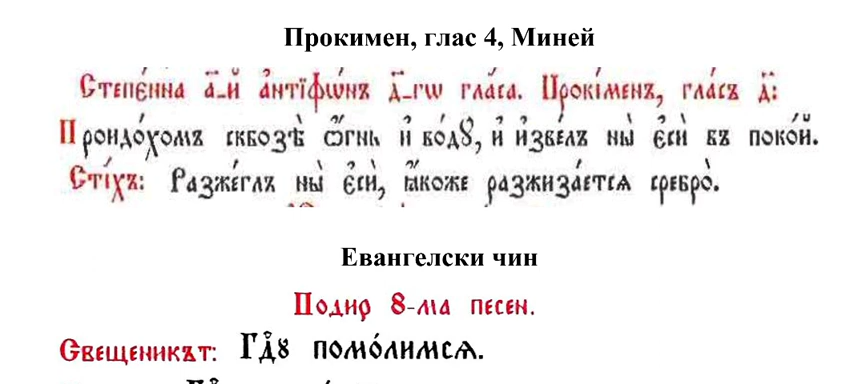 Прокимен, глас 4, Миней
Степе́нна а҃-й а҆нтїфѡ́нъ д҃-гѡ гла́са. Прокі́менъ, гла́съ д҃:
Проидо́хомъ сквозѣ̀ ѻ҆́гнь и҆ во́дꙋ, и҆ и҆зве́лъ ны̀ є҆сѝ въ поко́й.
Сті́хъ: Разже́глъ ны̀ є҆сѝ, ꙗ҆́коже разжиза́етсѧ сребро̀.
Евангелски чин
Подир 8-ма песен.
Свещеникът: Гдⷭ҇ꙋ помо́лимсѧ.